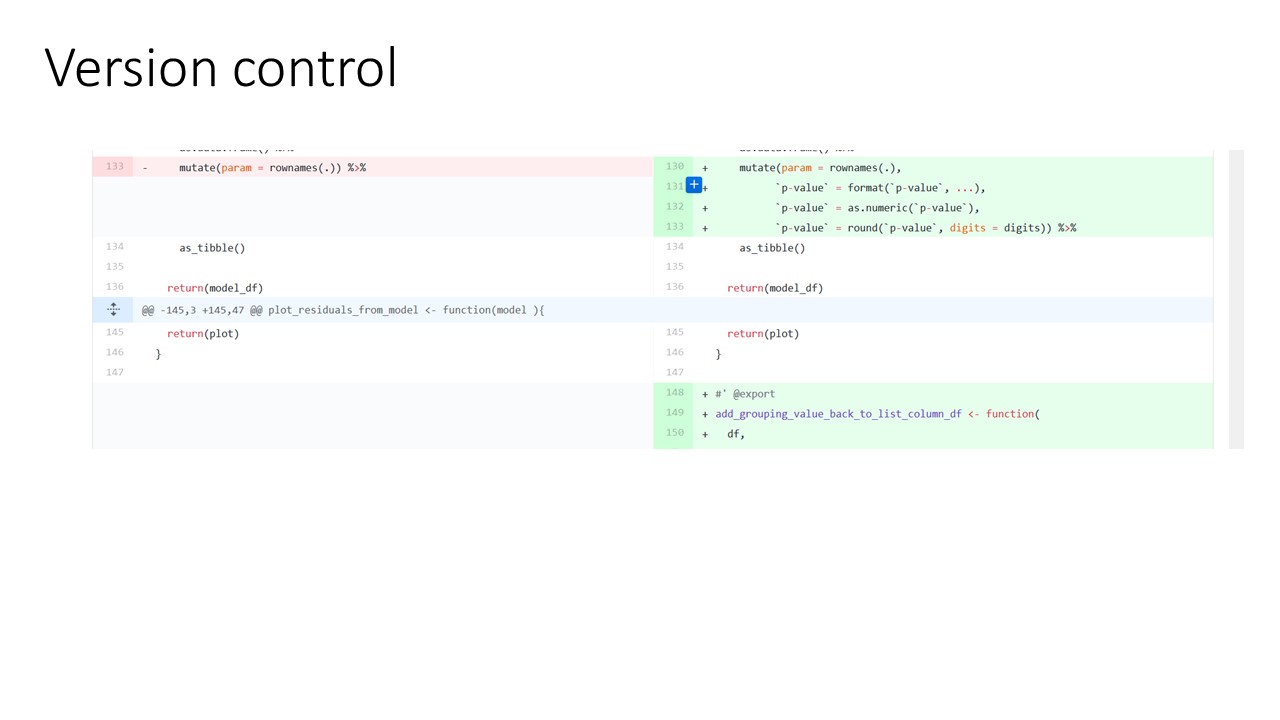 Version control
133 - mutate(param = rownames(.)) %>%
134 as_tibble()
135
136 return(model_df)
@@ -145,3 +145,47 @@ plot_residuals_from_model <- function(model ){
145 return(plot)
146 }
147
130 + mutate(param = rownames(.),
131 + `p-value` = format(`p-value`, ...),
132 + `p-value` = as.numeric(`p-value`),
133 + `p-value` = round(`p-value`, digits = digits)) %>%
134 as_tibble()
135
136 return(model_df)
145 return(plot)
146 }
147
148 + #' @export
149 + add_grouping_value_back_to_list_column_df <- function(
150 + df,